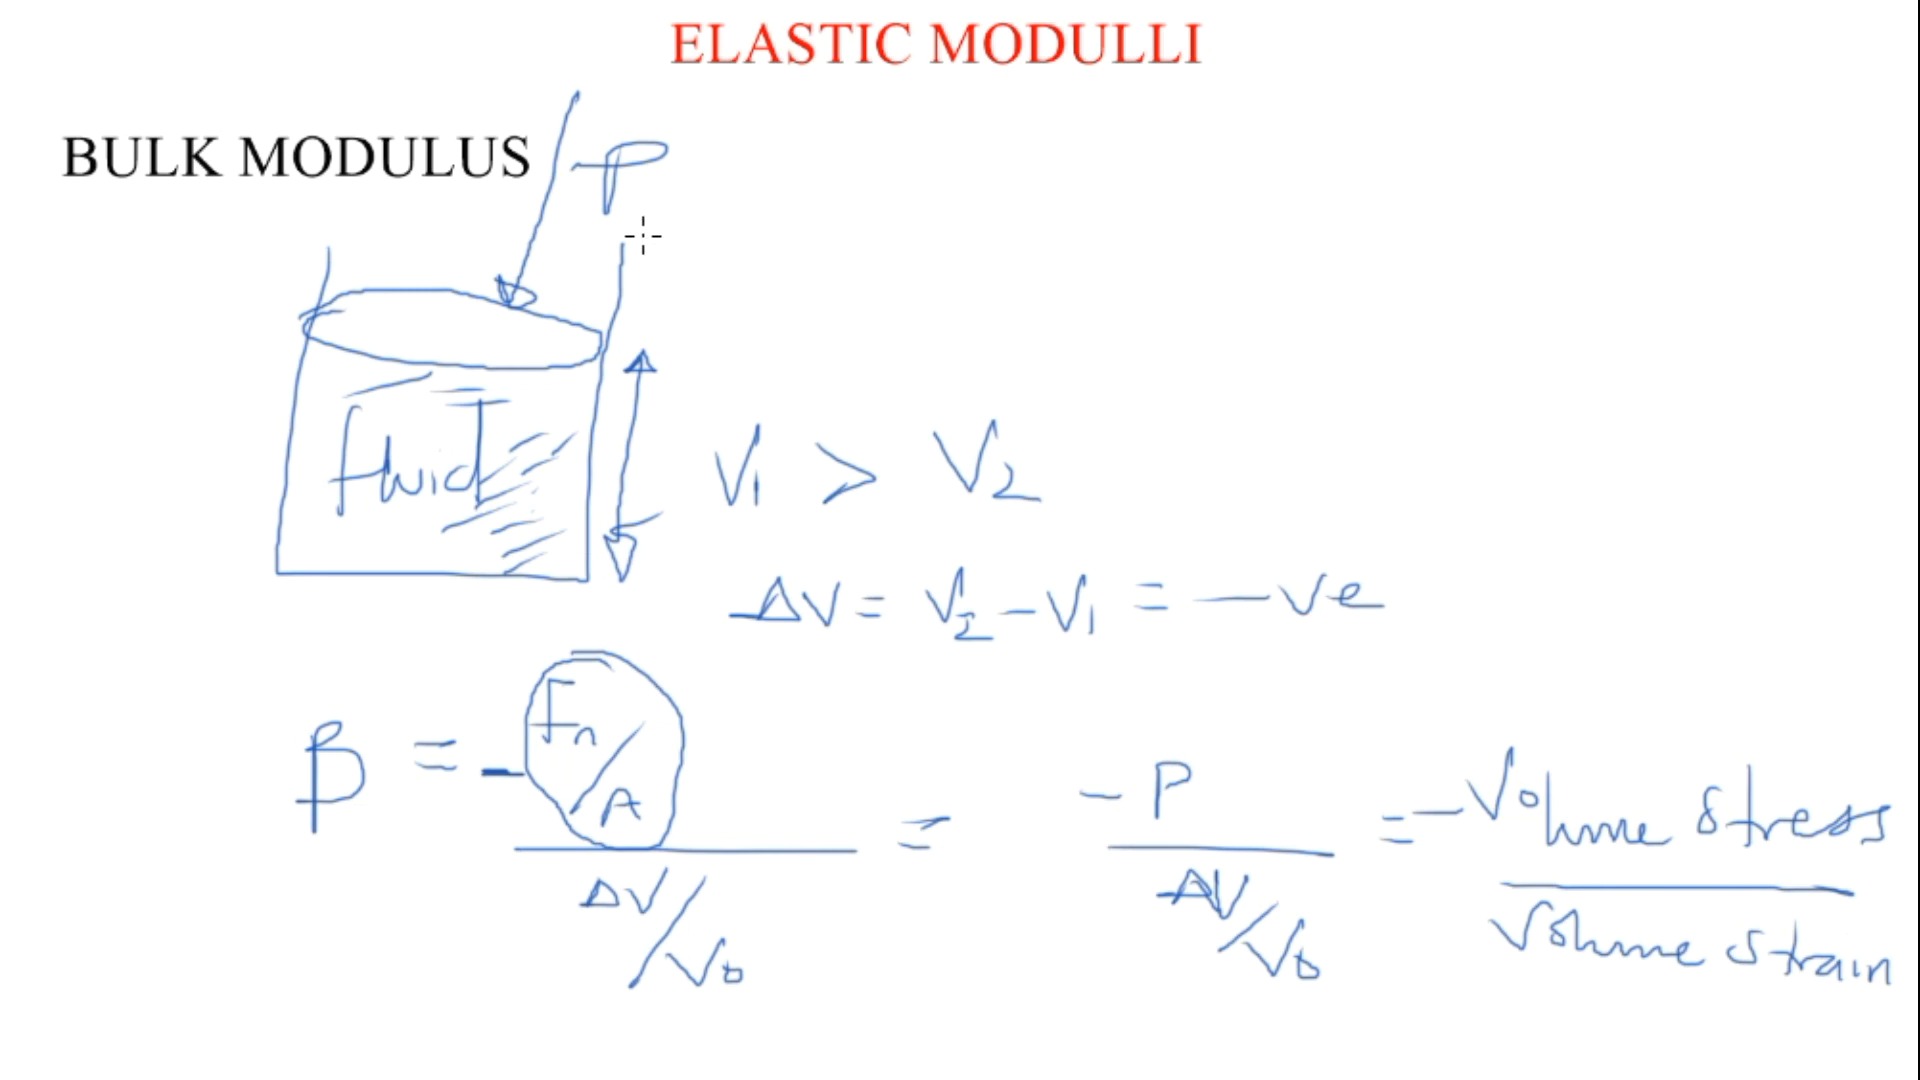 ELASTIC MODULLI
BULK MODULUS
P
fluid
V1 > V2
ΔV = V2 - V1 = -ve
B = - Fn/A / ΔV/V0 = - P / ΔV/V0 = - Volume stress / Volume strain